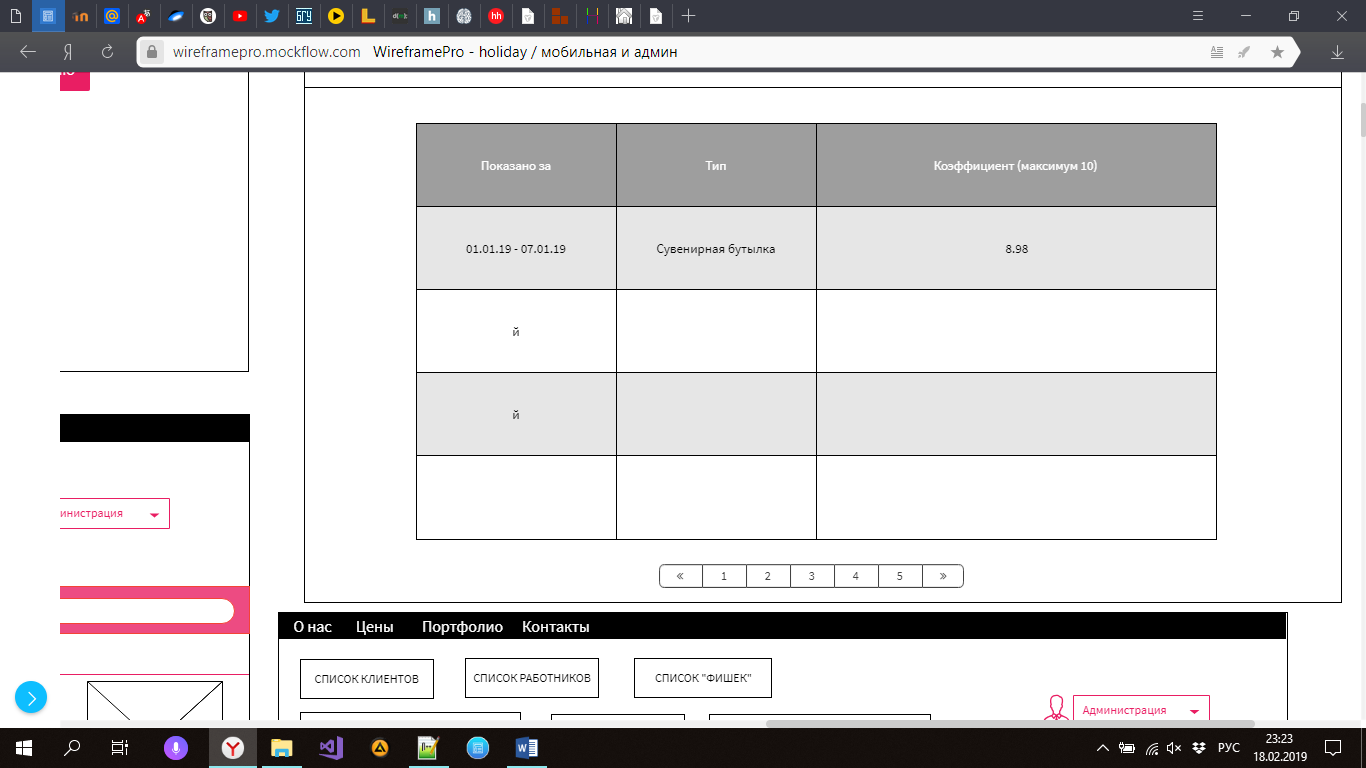 wireframepro.mockflow.com WireframePro - holiday / мобильная и админ
Показано за Тип Коэффициент (максимум 10)
01.01.19 - 07.01.19 Сувенирная бутылка 8.98
й
й
инистрация
« 1 2 3 4 5 »
О нас Цены Портфолио Контакты
СПИСОК КЛИЕНТОВ СПИСОК РАБОТНИКОВ СПИСОК "ФИШЕК"
Администрация
РУС
23:23
18.02.2019